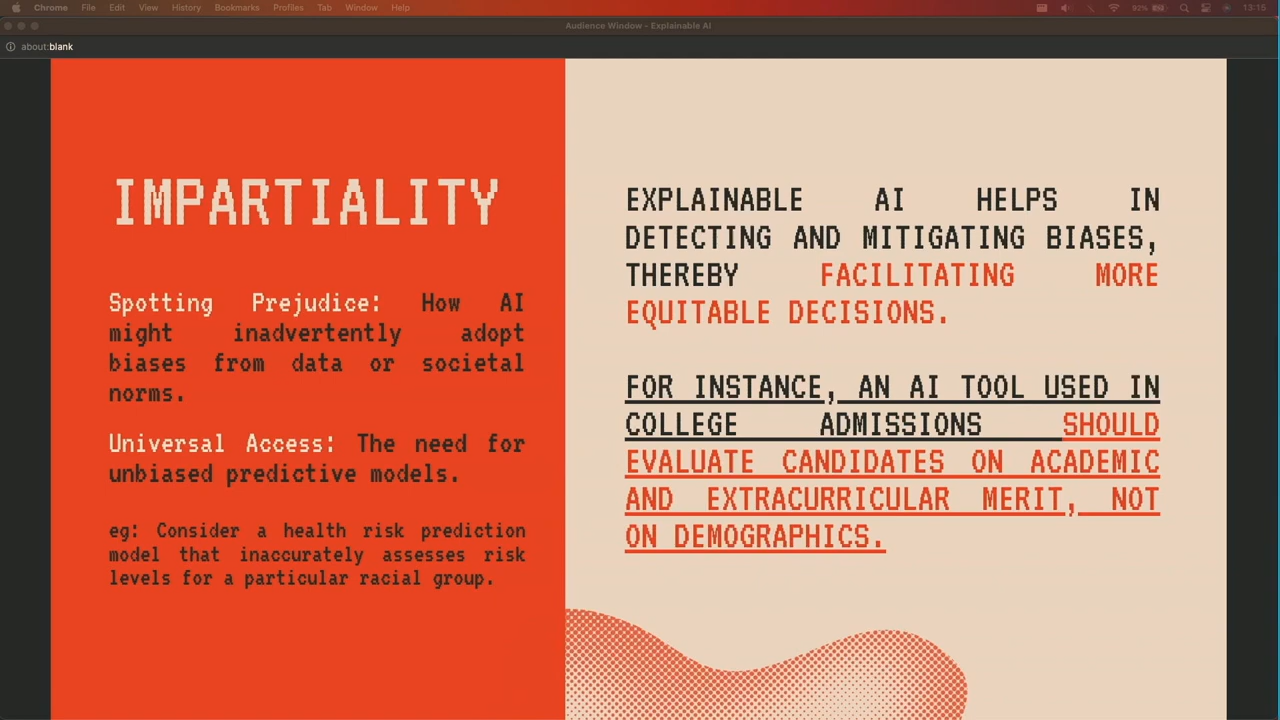 Chrome File Edit View History Bookmarks Profiles Tab Window Help 90% 13:15
Audience Window - Explainable AI
about:blank
IMPARTIALITY
Spotting Prejudice: How AI
might inadvertently adopt
biases from data or societal
norms.
Universal Access: The need for
unbiased predictive models.
eg: Consider a health risk prediction
model that inaccurately assesses risk
levels for a particular racial group.
EXPLAINABLE AI HELPS IN
DETECTING AND MITIGATING BIASES,
THEREBY FACILITATING MORE
EQUITABLE DECISIONS.
FOR INSTANCE, AN AI TOOL USED IN
COLLEGE ADMISSIONS SHOULD
EVALUATE CANDIDATES ON ACADEMIC
AND EXTRACURRICULAR MERIT, NOT
ON DEMOGRAPHICS.